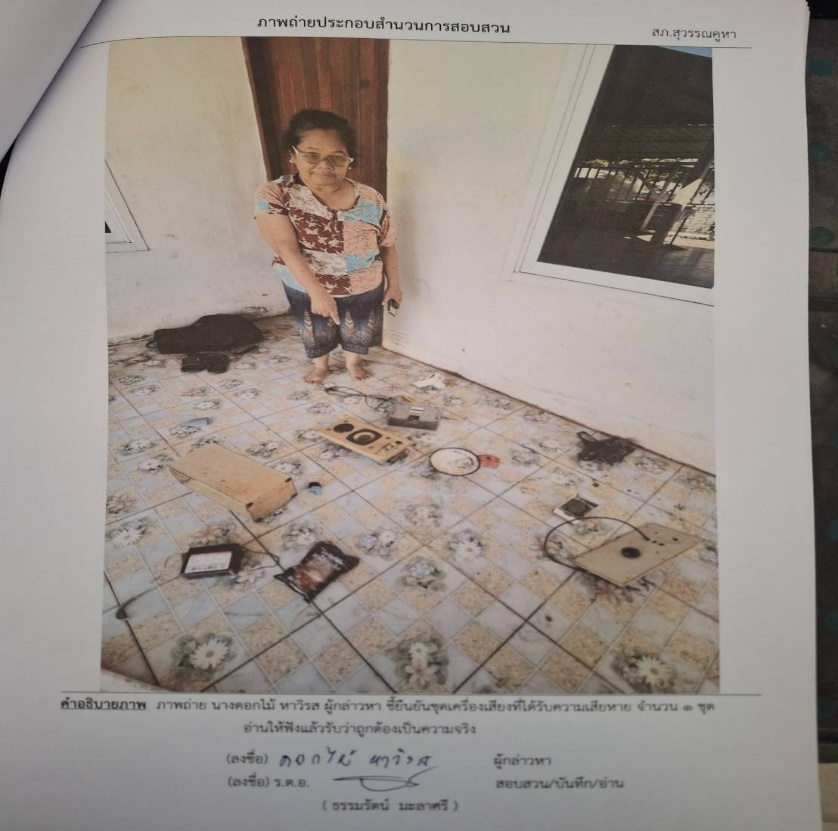 ภาพถ่ายประกอบสำนวนการสอบสวน
สภ.สุวรรณคูหา
คำอธิบายภาพ ภาพถ่าย นางดอกไม้ หาวิรส ผู้กล่าวหา ชี้ยืนยันชุดเครื่องเสียงที่ได้รับความเสียหาย จำนวน ๑ ชุด
อ่านให้ฟังแล้วรับว่าถูกต้องเป็นความจริง
(ลงชื่อ) ดอกไม้ หาวิรส ผู้กล่าวหา
(ลงชื่อ) ร.ต.อ. สอบสวน/บันทึก/อ่าน
( ธรรมรัตน์ มะลาศรี )